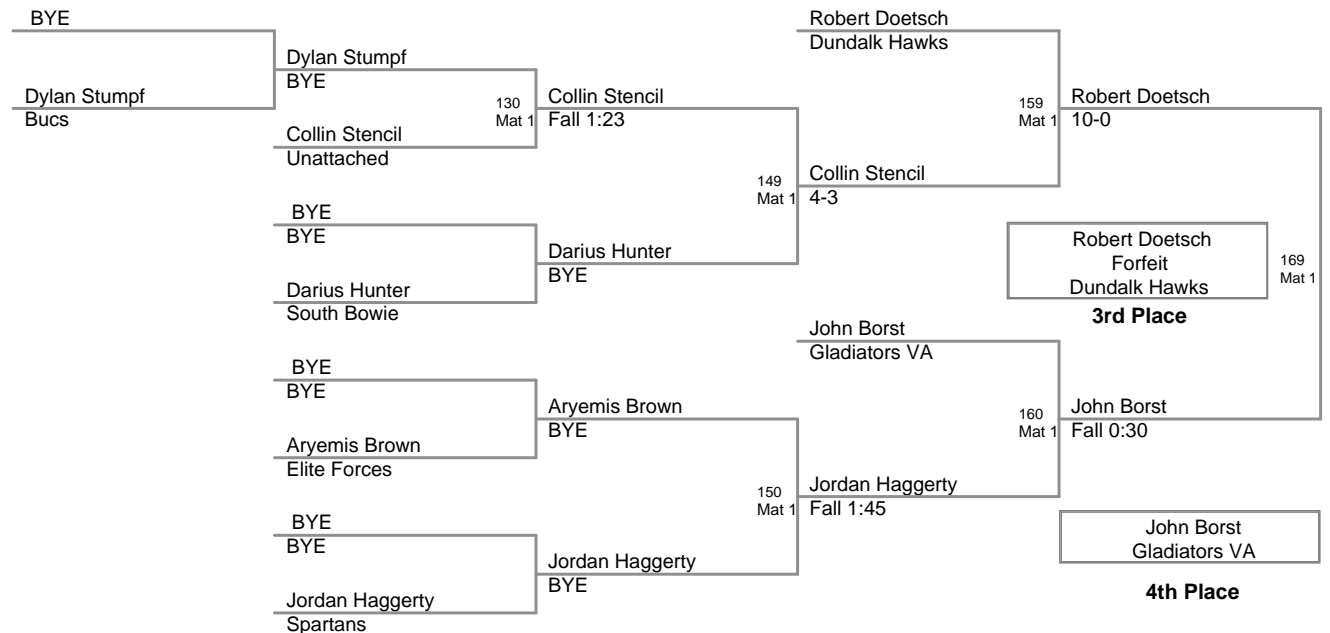 BYE
Dylan Stumpf
Bucs
Dylan Stumpf
BYE
Collin Stencil
Unattached
130
Mat 1
Collin Stencil
Fall 1:23
BYE
BYE
Darius Hunter
South Bowie
Darius Hunter
BYE
149
Mat 1
Collin Stencil
4-3
Robert Doetsch
Dundalk Hawks
159
Mat 1
Robert Doetsch
10-0
BYE
BYE
Aryemis Brown
Elite Forces
Aryemis Brown
BYE
BYE
BYE
Jordan Haggerty
Spartans
Jordan Haggerty
BYE
150
Mat 1
Jordan Haggerty
Fall 1:45
John Borst
Gladiators VA
160
Mat 1
John Borst
Fall 0:30
169
Mat 1
Robert Doetsch
Forfeit
Dundalk Hawks
3rd Place
John Borst
Gladiators VA
4th Place